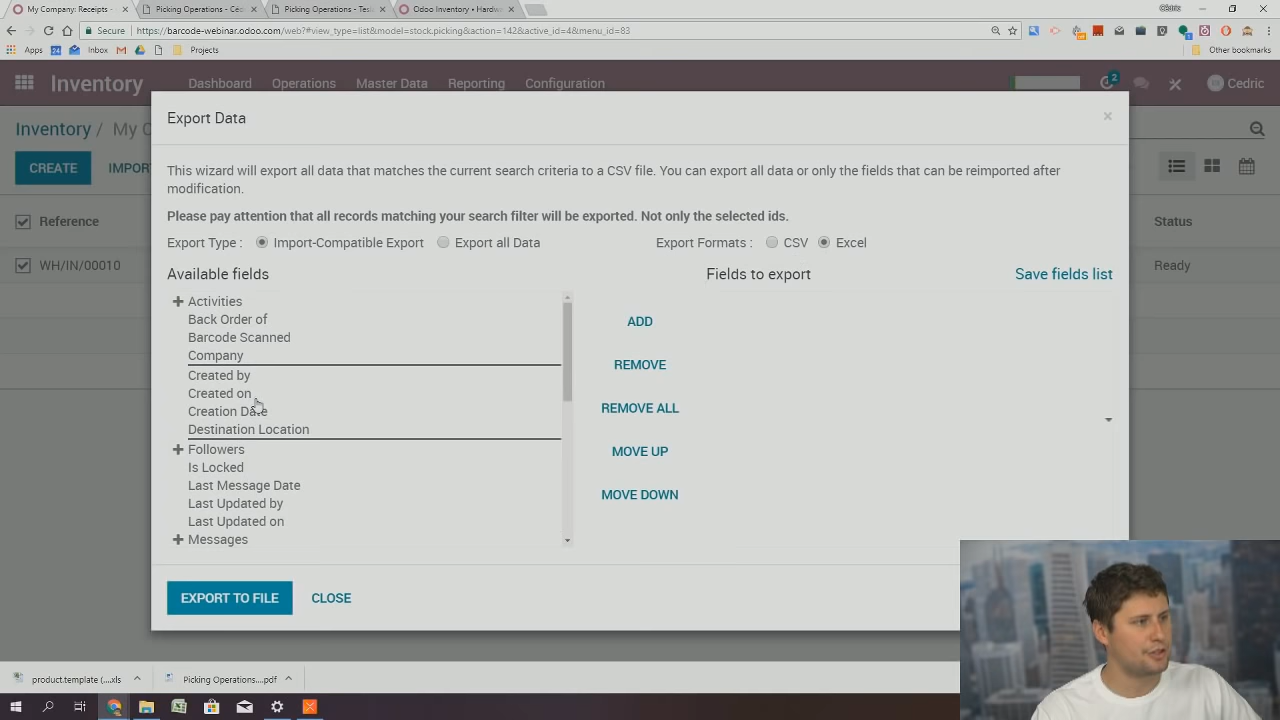 My Company: Receipts -
Picking Operations - Céd
Picking Operations - Tesl
Odoo Inventory • Hardw
Secure
https://barcode-webinar.odoo.com/web?#view_type=list&model=stock.picking&action=142&active_id=4&menu_id=83
Apps
Inbox
Projects
Other bookmarks
Inventory
Dashboard
Operations
Master Data
Reporting
Configuration
2
Cedric
Inventory / My C
CREATE
IMPOR
Reference
Status
WH/IN/00010
Ready
Export Data
×
This wizard will export all data that matches the current search criteria to a CSV file. You can export all data or only the fields that can be reimported after
modification.
Please pay attention that all records matching your search filter will be exported. Not only the selected ids.
Export Type : Import-Compatible Export Export all Data
Export Formats : CSV Excel
Available fields
Fields to export
Save fields list
Activities
Back Order of
Barcode Scanned
Company
Created by
Created on
Creation Date
Destination Location
Followers
Is Locked
Last Message Date
Last Updated by
Last Updated on
Messages
ADD
REMOVE
REMOVE ALL
MOVE UP
MOVE DOWN
EXPORT TO FILE
CLOSE
product.template (....xls
Picking Operations....pdf